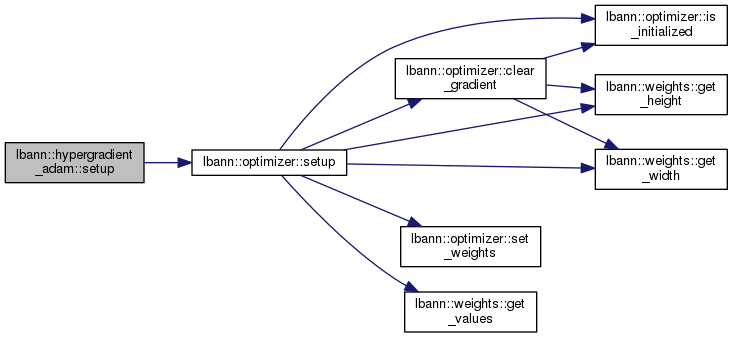 lbann::hypergradient
_adam::setup
lbann::optimizer::setup
lbann::optimizer::clear
_gradient
lbann::optimizer::is
_initialized
lbann::weights::get
_height
lbann::weights::get
_width
lbann::optimizer::set
_weights
lbann::weights::get
_values